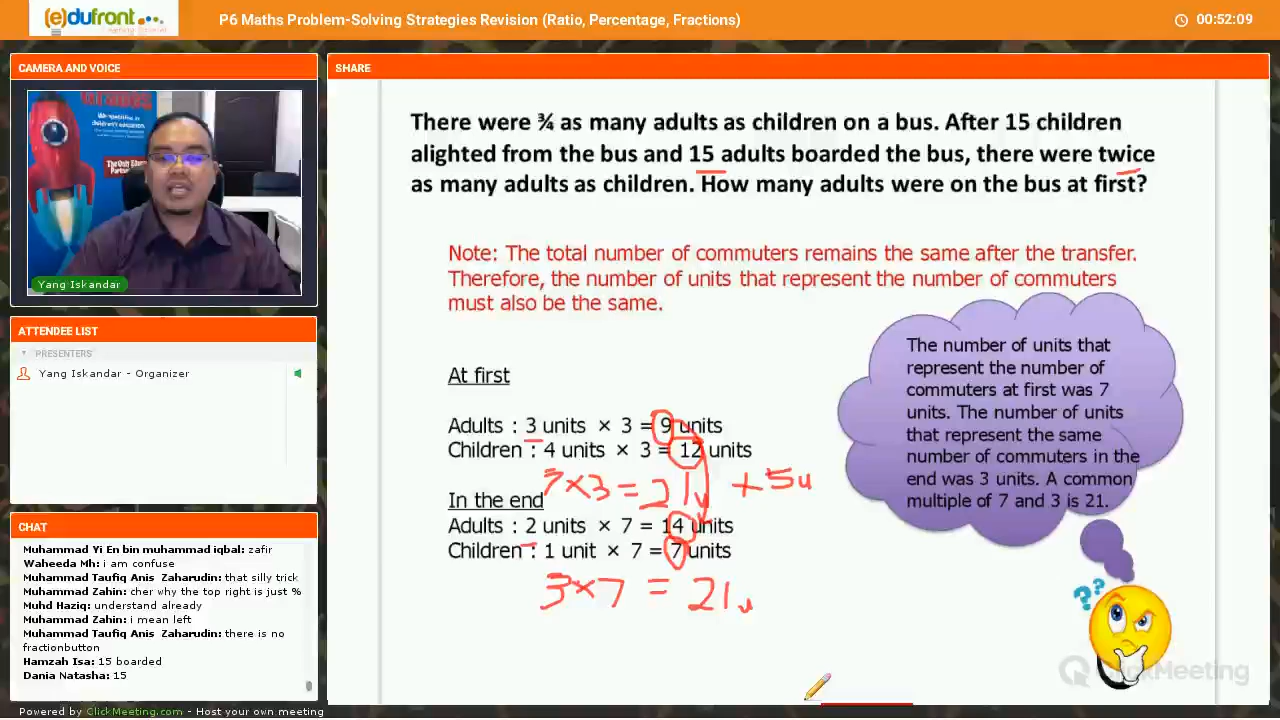 (e)dufront
P6 Maths Problem-Solving Strategies Revision (Ratio, Percentage, Fractions)
00:52:09
CAMERA AND VOICE
Yang Iskandar
ATTENDEE LIST
PRESENTERS
Yang Iskandar - Organizer
CHAT
Muhammad Yi En bin muhammad iqbal: zafir
Waheeda Mh: i am confuse
Muhammad Taufiq Anis Zaharudin: that silly trick
Muhammad Zahin: cher why the top right is just %
Muhd Haziq: understand already
Muhammad Zahin: i mean left
Muhammad Taufiq Anis Zaharudin: there is no
fractionbutton
Hamzah Isa: 15 boarded
Dania Natasha: 15
Powered by ClickMeeting.com - Host your own meeting
SHARE
There were ¾ as many adults as children on a bus. After 15 children
alighted from the bus and 15 adults boarded the bus, there were twice
as many adults as children. How many adults were on the bus at first?
Note: The total number of commuters remains the same after the transfer.
Therefore, the number of units that represent the number of commuters
must also be the same.
At first
Adults : 3 units × 3 = 9 units
Children : 4 units × 3 = 12 units
7×3 = 21u +5u
In the end
Adults : 2 units × 7 = 14 units
Children : 1 unit × 7 = 7 units
3×7 = 21u
The number of units that
represent the number of
commuters at first was 7
units. The number of units
that represent the same
number of commuters in the
end was 3 units. A common
multiple of 7 and 3 is 21.
??
ClickMeeting